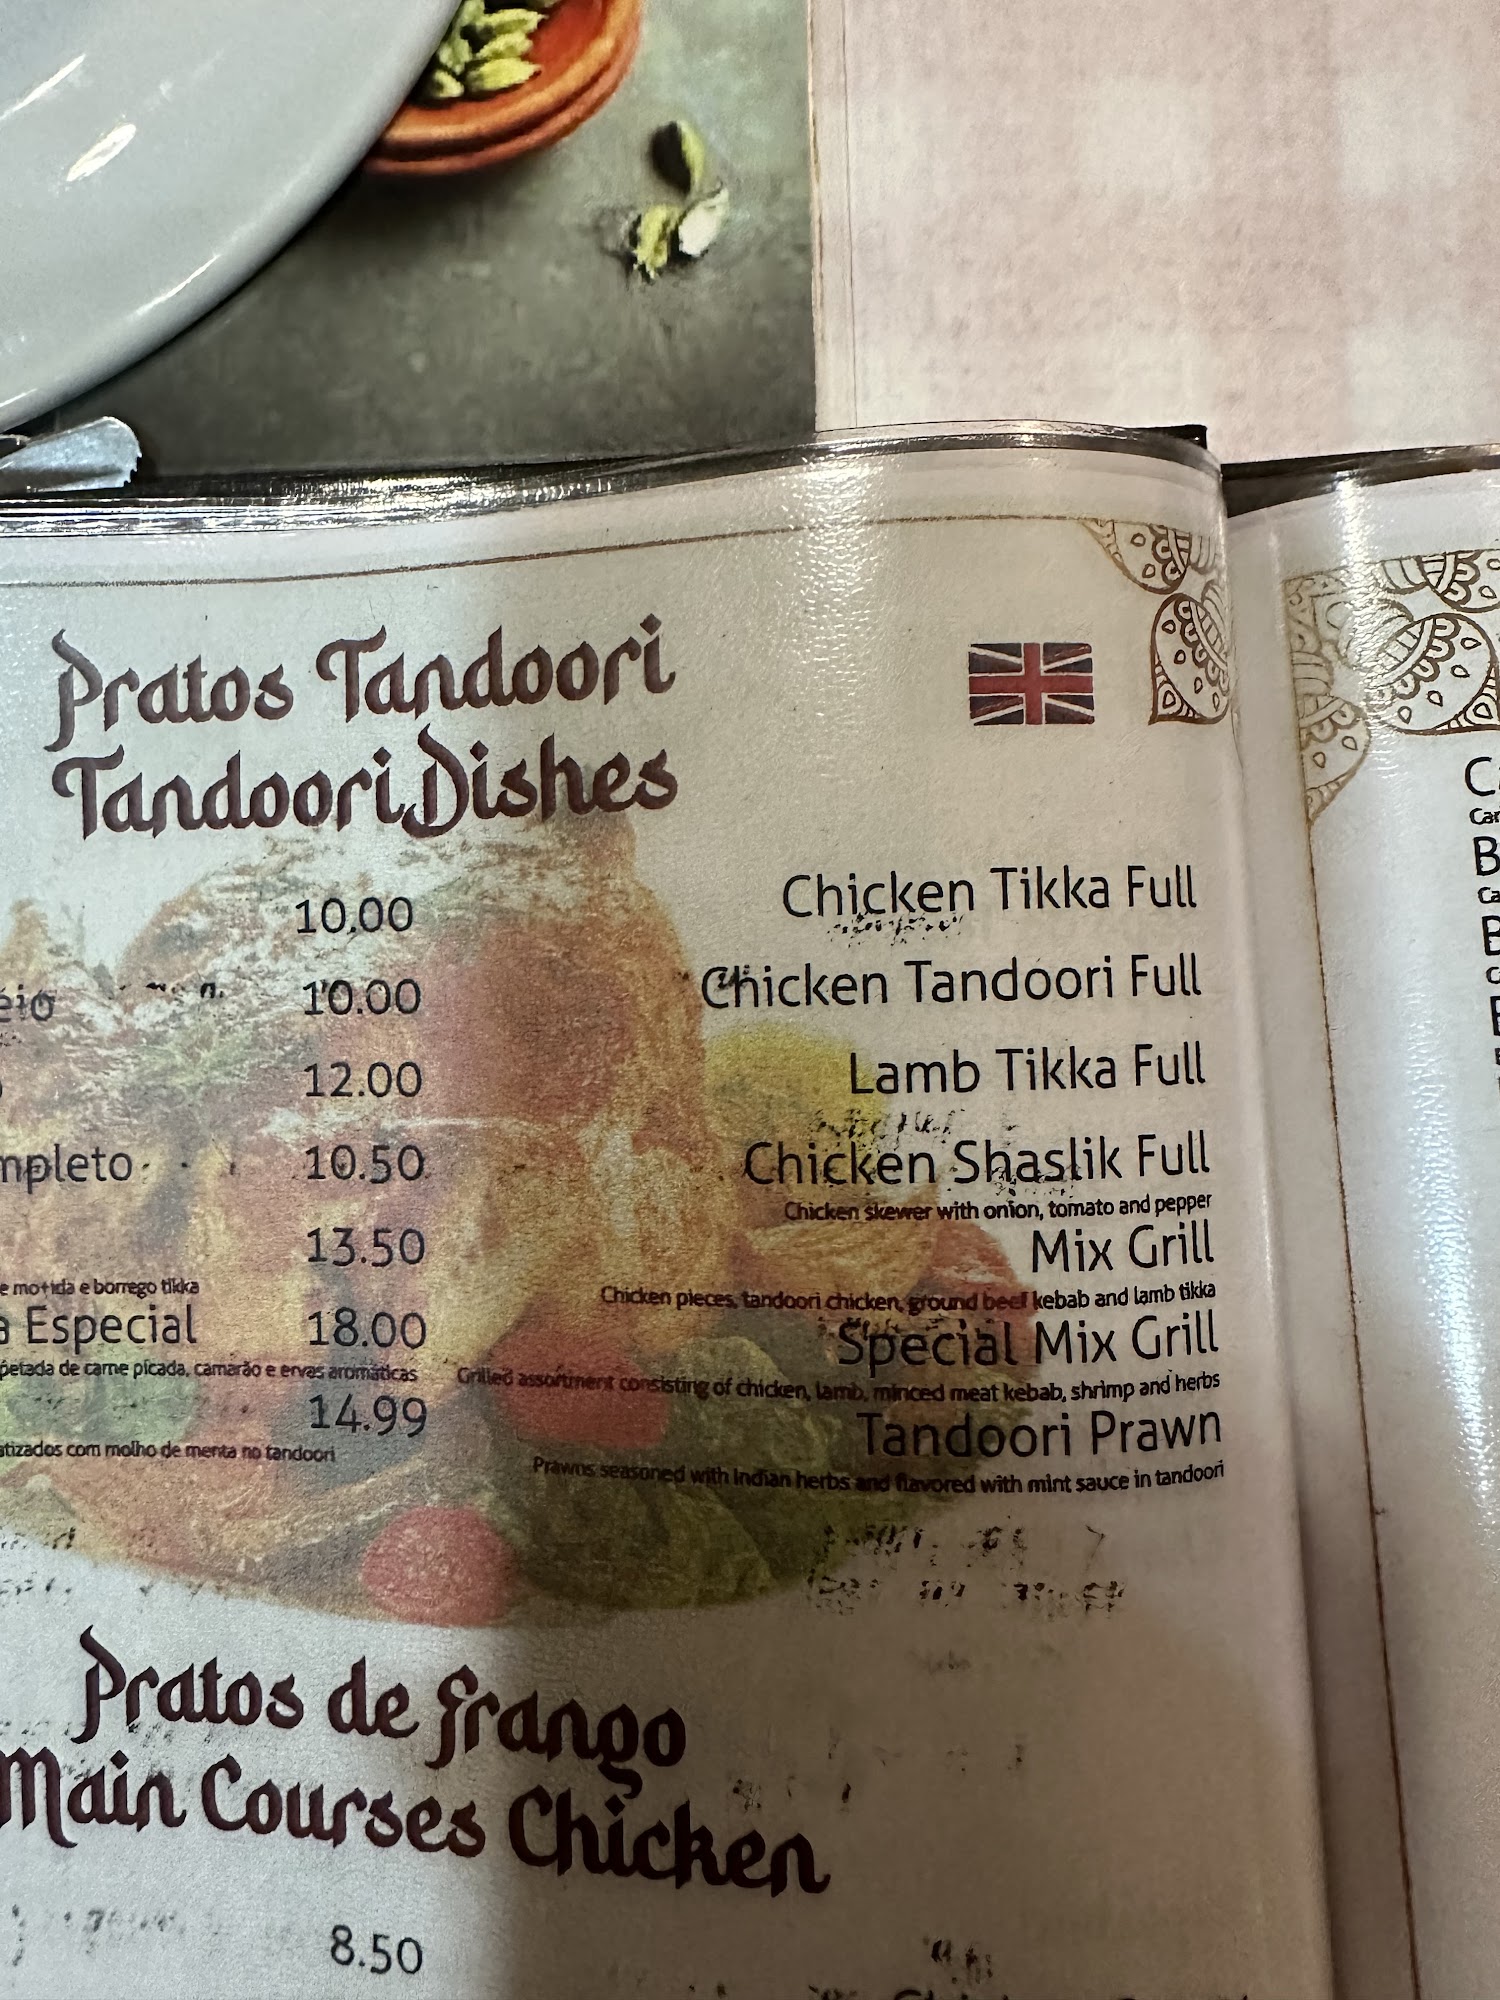 Pratos Tandoori
Tandoori Dishes
10.00 Chicken Tikka Full
10.00 Chicken Tandoori Full
12.00 Lamb Tikka Full
10.50 Chicken Shaslik Full
Chicken skewer with onion, tomato and pepper
13.50 Mix Grill
e motida e borrego tikka Chicken pieces, tandoori chicken, ground beef kebab and lamb tikka
Especial 18.00 Special Mix Grill
de carne picada, camarão e ervas aromáticas Grilled assortment consisting of chicken, lamb, minced meat kebab, shrimp and herbs
14.99 Tandoori Prawn
com molho de menta no tandoori Prawns seasoned with Indian herbs and flavored with mint sauce in tandoori
Pratos de frango
Main Courses Chicken
8.50